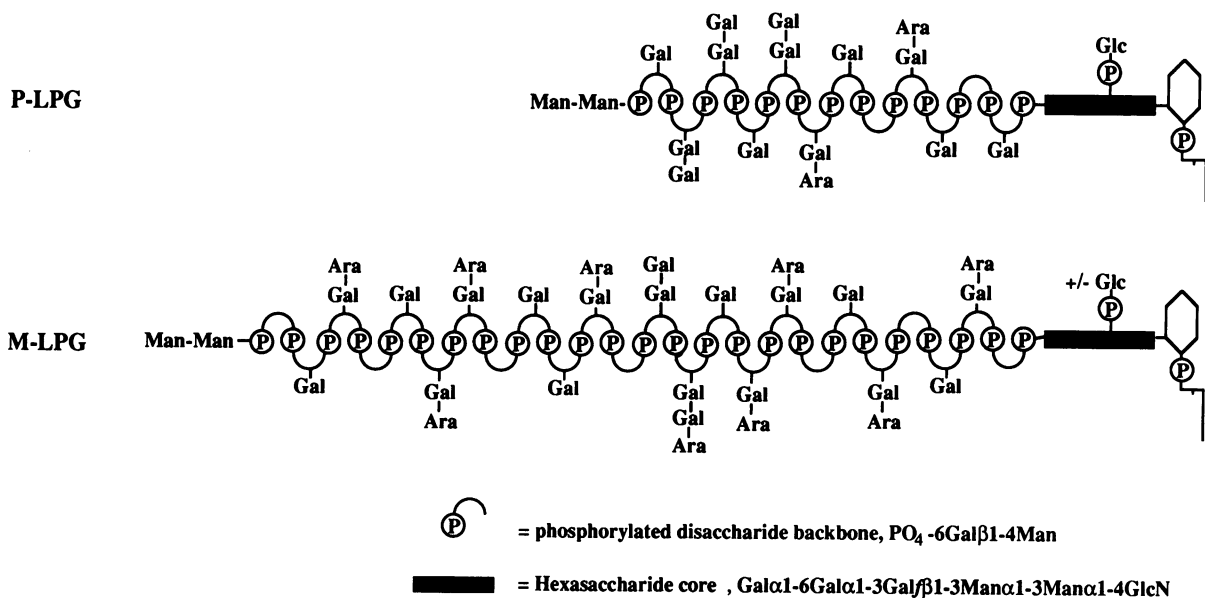 Gal Gal Ara
Gal Gal Gal Gal Gal Glc
P
P-LPG Man-Man- P P P P P P P P P P P P P
P
Gal Gal Gal Gal Gal
Gal Ara
Ara Ara Ara Gal Ara Ara
+/- Glc
Gal Gal Gal Gal Gal Gal Gal Gal Gal Gal
P
M-LPG Man-Man P P P P P P P P P P P P P P P P P P P P P P P P P
P
Gal Gal Gal Gal Gal Gal Gal
Ara Gal Ara Ara
Ara
P = phosphorylated disaccharide backbone, PO₄ -6Galβ1-4Man
= Hexasaccharide core , Galα1-6Galα1-3Galfβ1-3Manα1-3Manα1-4GlcN